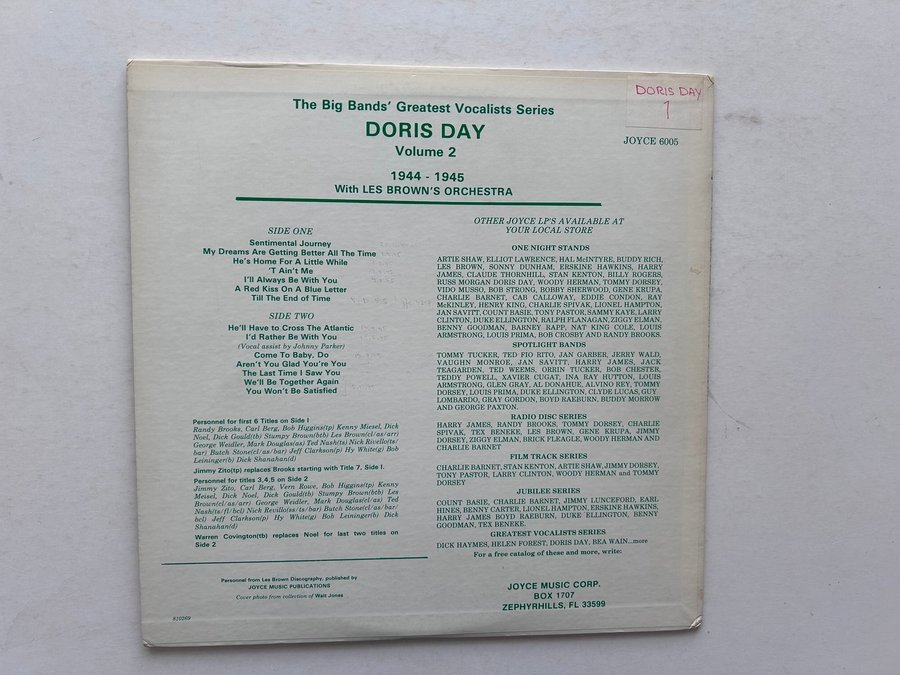 DORIS DAY
1
The Big Bands' Greatest Vocalists Series
DORIS DAY
Volume 2
JOYCE 6005
1944 - 1945
With LES BROWN'S ORCHESTRA
SIDE ONE
Sentimental Journey
My Dreams Are Getting Better All The Time
He's Home For A Little While
'T Ain't Me
I'll Always Be With You
A Red Kiss On A Blue Letter
Till The End of Time
SIDE TWO
He'll Have to Cross The Atlantic
I'd Rather Be With You
(Vocal assist by Johnny Parker)
Come To Baby, Do
Aren't You Glad You're You
The Last Time I Saw You
We'll Be Together Again
You Won't Be Satisfied
Personnel for first 6 Titles on Side I
Randy Brooks, Carl Berg, Bob Higgins(tp) Kenny Miesel, Dick
Noel, Dick Gould(tb) Stumpy Brown(btb) Les Brown(cl/as/arr)
George Weidler, Mark Douglas(as) Ted Nash(ts) Nick Rivello(ts/
bar) Butch Stone(cl/as/bar) Jeff Clarkson(p) Hy White(g) Bob
Leininger(b) Dick Shanahan(d)
Jimmy Zito(tp) replaces Brooks starting with Title 7, Side I.
Personnel for titles 3,4,5 on Side 2
Jimmy Zito, Carl Berg, Vern Rowe, Bob Higgins(tp) Kenny
Meisel, Dick Noel, Dick Gould(tb) Stumpy Brown(btb) Les
Brown(cl/as/arr) George Weidler, Mark Douglas(cl/as) Ted
Nash(ts/fl/bcl) Nick Revillo(ss/ts/bar) Butch Stone(cl/as/bar/
bcl) Jeff Clarkson(p) Hy White(g) Bob Leininger(b) Dick
Shanahan(d)
Warren Covington(tb) replaces Noel for last two titles on
Side 2
Personnel from Les Brown Discography, published by
JOYCE MUSIC PUBLICATIONS
Cover photo from collection of Walt Jones
810269
OTHER JOYCE LP'S AVAILABLE AT
YOUR LOCAL STORE
ONE NIGHT STANDS
ARTIE SHAW, ELLIOT LAWRENCE, HAL McINTYRE, BUDDY RICH,
LES BROWN, SONNY DUNHAM, ERSKINE HAWKINS, HARRY
JAMES, CLAUDE THORNHILL, STAN KENTON, BILLY ROGERS,
RUSS MORGAN DORIS DAY, WOODY HERMAN, TOMMY DORSEY,
VIDO MUSSO, BOB STRONG, BOBBY SHERWOOD, GENE KRUPA,
CHARLIE BARNET, CAB CALLOWAY, EDDIE CONDON, RAY
McKINLEY, HENRY KING, CHARLIE SPIVAK, LIONEL HAMPTON,
JAN SAVITT, COUNT BASIE, TONY PASTOR, SAMMY KAYE, LARRY
CLINTON, DUKE ELLINGTON, RALPH FLANAGAN, ZIGGY ELMAN,
BENNY GOODMAN, BARNEY RAPP, NAT KING COLE, LOUIS
ARMSTRONG, LOUIS PRIMA, BOB CROSBY AND RANDY BROOKS.
SPOTLIGHT BANDS
TOMMY TUCKER, TED FIO RITO, JAN GARBER, JERRY WALD,
VAUGHN MONROE, JAN SAVITT, HARRY JAMES, JACK
TEAGARDEN, TED WEEMS, ORRIN TUCKER, BOB CHESTER,
TEDDY POWELL, XAVIER CUGAT, INA RAY HUTTON, LOUIS
ARMSTRONG, GLEN GRAY, AL DONAHUE, ALVINO REY, TOMMY
DORSEY, LOUIS PRIMA, DUKE ELLINGTON, CLYDE LUCAS, GUY
LOMBARDO, GRAY GORDON, BOYD RAEBURN, BUDDY MORROW
AND GEORGE PAXTON.
RADIO DISC SERIES
HARRY JAMES, RANDY BROOKS, TOMMY DORSEY, CHARLIE
SPIVAK, TEX BENEKE, LES BROWN, GENE KRUPA, JIMMY
DORSEY, ZIGGY ELMAN, BRICK FLEAGLE, WOODY HERMAN AND
CHARLIE BARNET
FILM TRACK SERIES
CHARLIE BARNET, STAN KENTON, ARTIE SHAW, JIMMY DORSEY,
TONY PASTOR, LARRY CLINTON, WOODY HERMAN and TOMMY
DORSEY
JUBILEE SERIES
COUNT BASIE, CHARLIE BARNET, JIMMY LUNCEFORD, EARL
HINES, BENNY CARTER, LIONEL HAMPTON, ERSKINE HAWKINS,
HARRY JAMES BOYD RAEBURN, DUKE ELLINGTON, BENNY
GOODMAN, TEX BENEKE.
GREATEST VOCALISTS SERIES
DICK HAYMES, HELEN FOREST, DORIS DAY, BEA WAIN...more
For a free catalog of these and more, write:
JOYCE MUSIC CORP.
BOX 1707
ZEPHYRHILLS, FL 33599